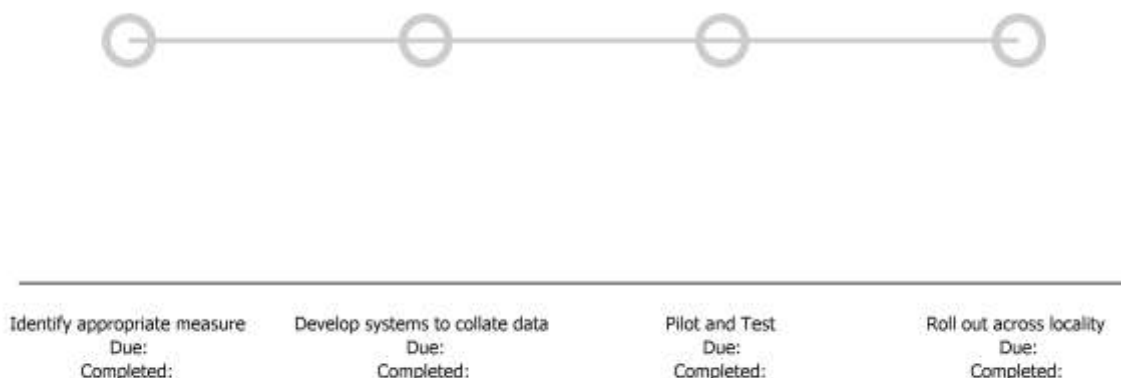 Identify appropriate measure
Due:
Completed:
Develop systems to collate data
Due:
Completed:
Pilot and Test
Due:
Completed:
Roll out across locality
Due:
Completed: